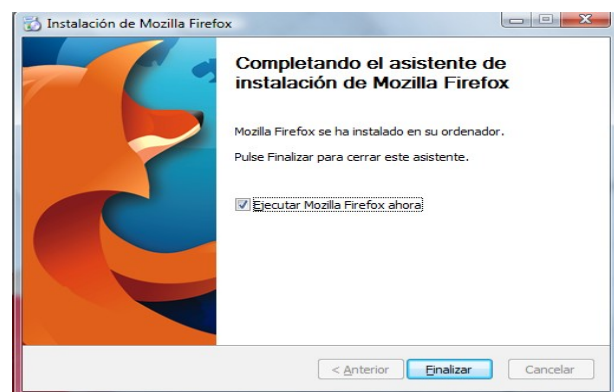 Instalación de Mozilla Firefox
Completando el asistente de
instalación de Mozilla Firefox
Mozilla Firefox se ha instalado en su ordenador.
Pulse Finalizar para cerrar este asistente.
Ejecutar Mozilla Firefox ahora
< Anterior Finalizar Cancelar